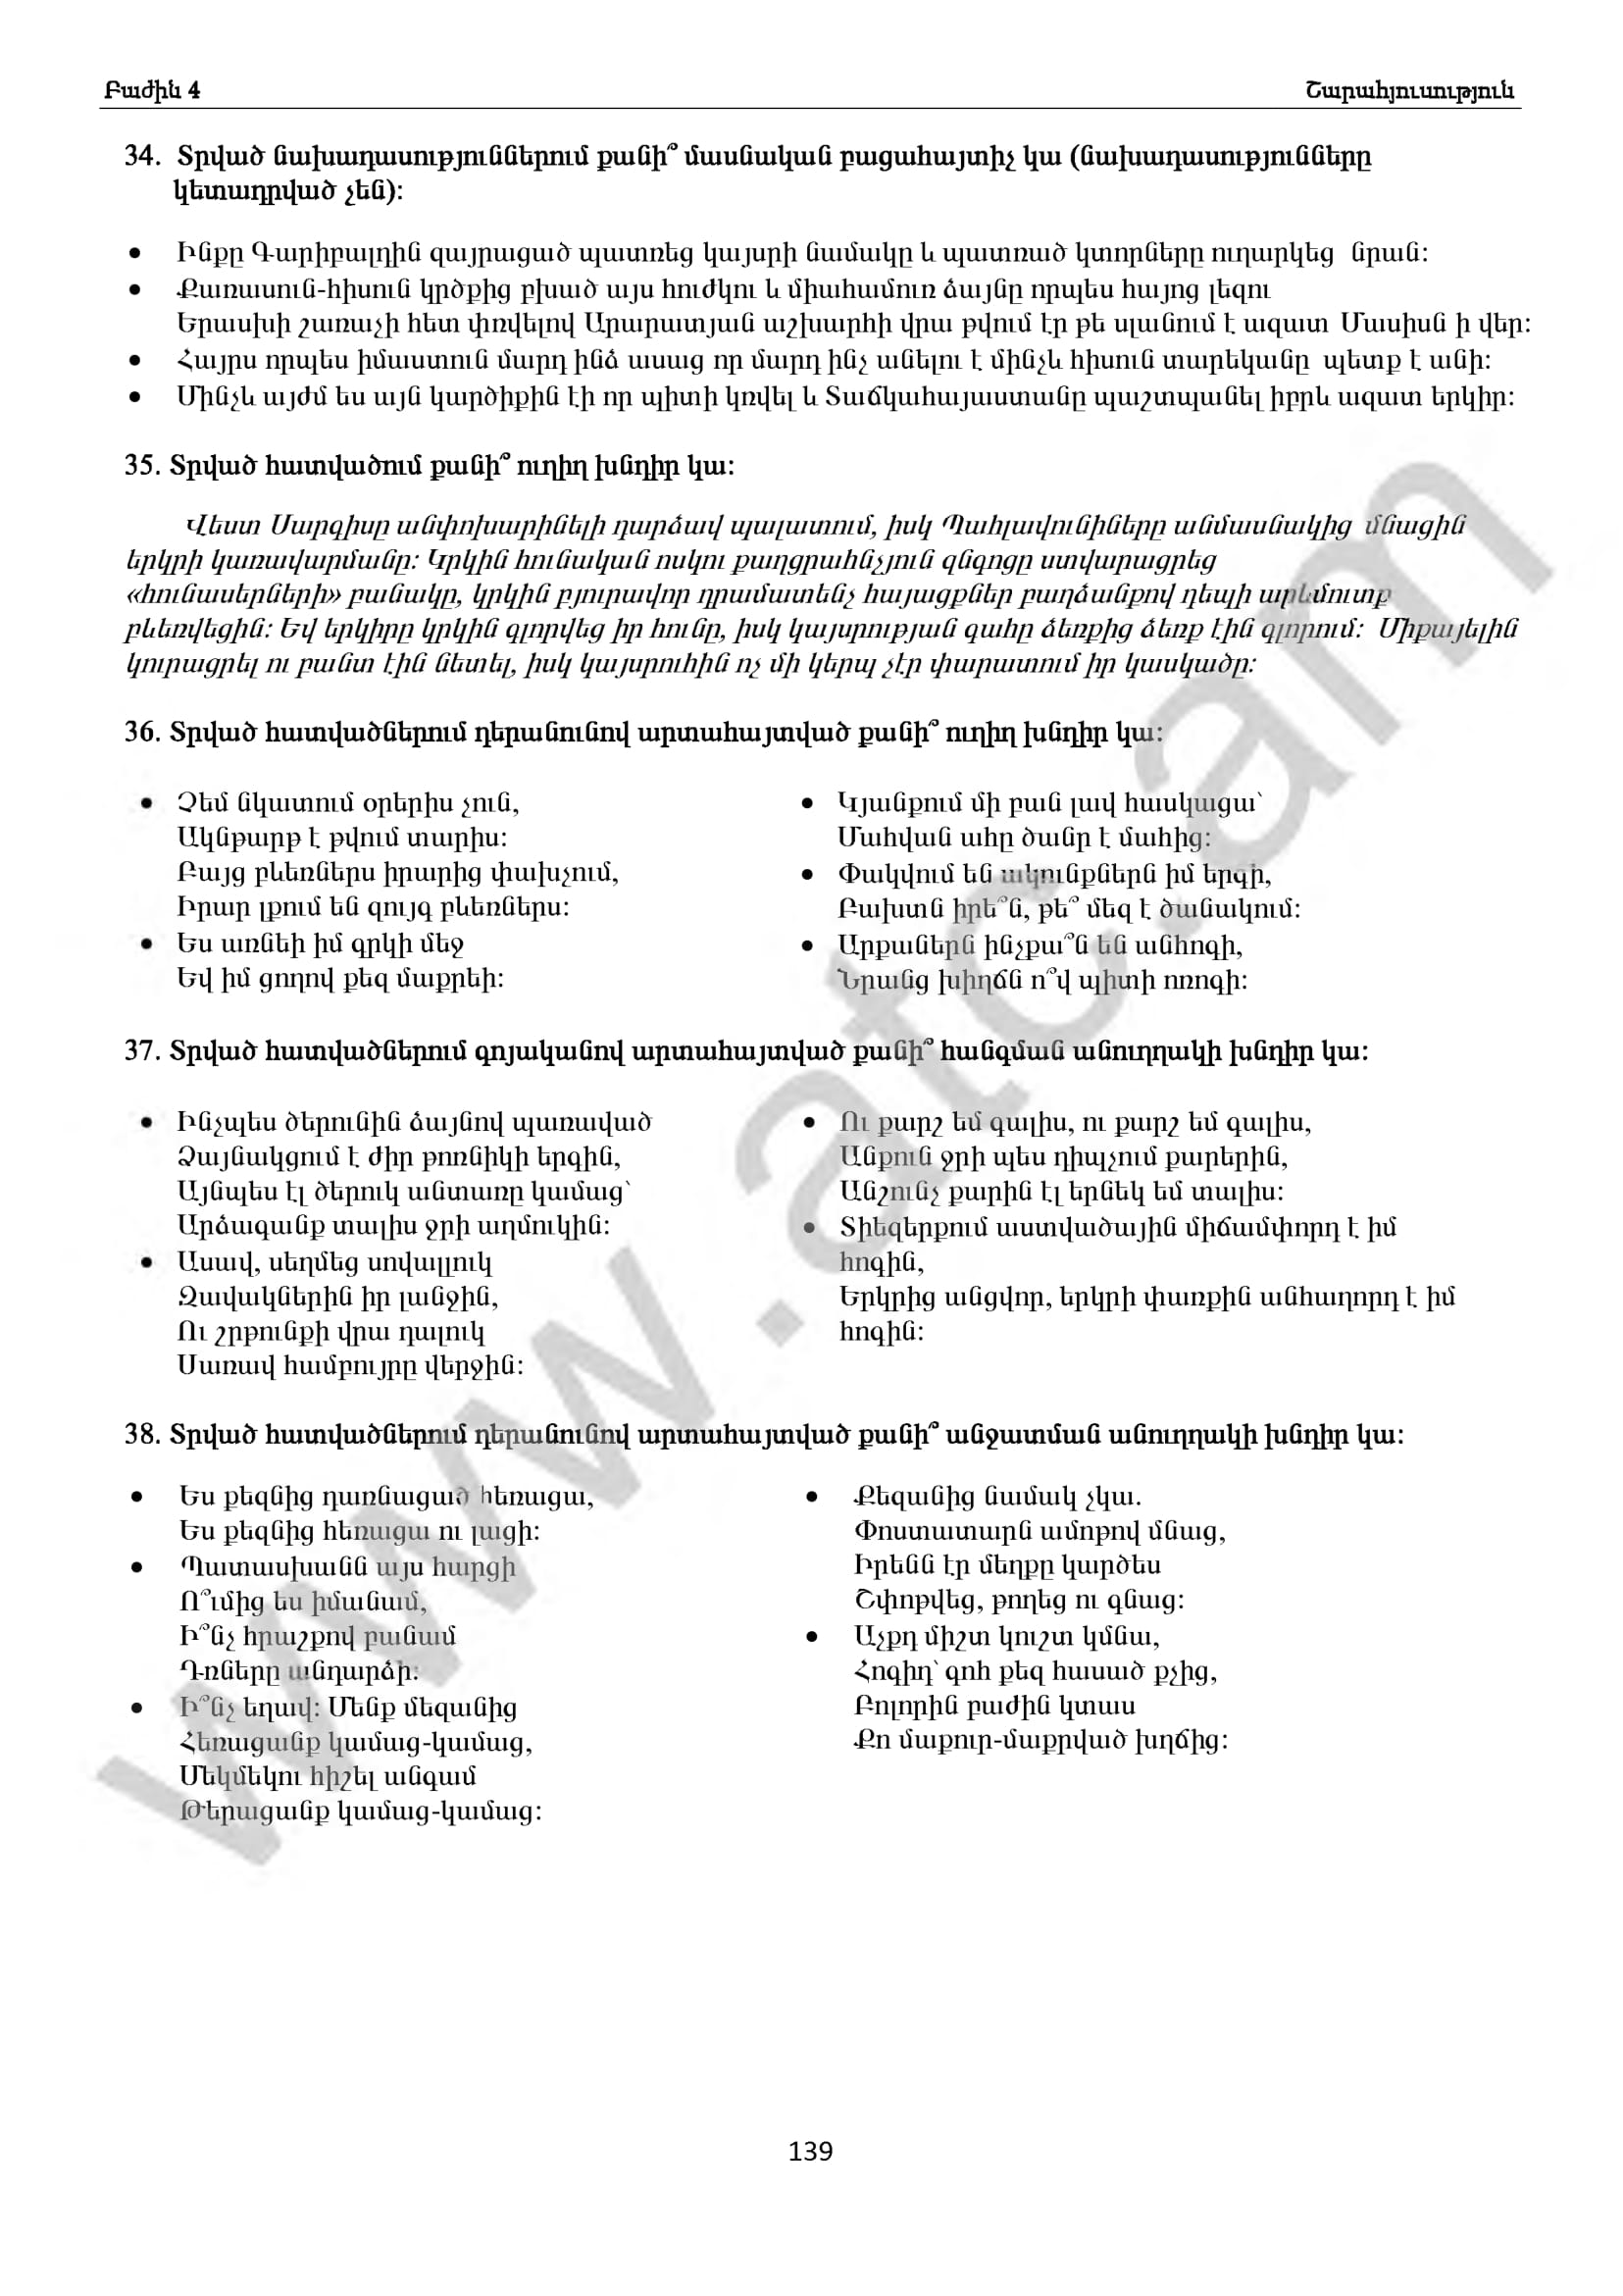 Բաժին 4 Շարահյուսություն
34. Տրված նախադասություններում քանի՞ մասնական բացահայտիչ կա (նախադասությունները
կետադրված չեն):
• Ինքը Գարիբալդին զայրացած պատռեց կայսրի նամակը և պատռած կտորները ուղարկեց նրան:
• Քառասուն-հիսուն կրծքից բխած այս հուժկու և միահամուռ ձայնը որպես հայոց լեզու
Երասխի շառաչի հետ փռվելով Արարատյան աշխարհի վրա թվում էր թե սլանում է ազատ Մասիսն ի վեր:
• Հայրս որպես իմաստուն մարդ ինձ ասաց որ մարդ ինչ անելու է մինչև հիսուն տարեկանը պետք է անի:
• Մինչև այժմ ես այն կարծիքին էի որ պիտի կռվել և Տաճկահայաստանը պաշտպանել իբրև ազատ երկիր:
35. Տրված հատվածում քանի՞ ուղիղ խնդիր կա:
Վեստ Սարգիսը անփոխարինելի դարձավ պալատում, իսկ Պահլավունիները անմասնակից մնացին
երկրի կառավարմանը: Կրկին հունական ոսկու քաղցրահնչյուն զնգոցը ստվարացրեց
«հունասերների» բանակը, կրկին բյուրավոր դրամատենչ հայացքներ բաղձանքով դեպի արևմուտք
բևեռվեցին: Եվ երկիրը կրկին գլորվեց իր հունը, իսկ կայսրության գահը ձեռքից ձեռք էին գլորում: Միքայելին
կուրացրել ու բանտ էին նետել, իսկ կայսրուհին ոչ մի կերպ չէր փարատում իր կասկածը:
36. Տրված հատվածներում դերանունով արտահայտված քանի՞ ուղիղ խնդիր կա:
• Չեմ նկատում օրերիս չուն,
Ակնթարթ է թվում տարիս:
Բայց բևեռներս իրարից փախչում,
Իրար լքում են զույգ բևեռներս:
• Ես առնեի իմ գրկի մեջ
Եվ իմ ցողով քեզ մաքրեի:
• Կյանքում մի բան լավ հասկացա՝
Մահվան ահը ծանր է մահից:
• Փակվում են ակունքներն իմ երգի,
Բախտն իրե՞ն, թե՞ մեզ է ծանակում:
• Արքաներն ինչքա՞ն են անհոգի,
Նրանց խիղճն ո՞վ պիտի ոռոգի:
37. Տրված հատվածներում գոյականով արտահայտված քանի՞ հանգման անուղղակի խնդիր կա:
• Ինչպես ծերունին ձայնով պառաված
Ձայնակցում է ժիր թոռնիկի երգին,
Այնպես էլ ծերուկ անտառը կամաց՝
Արձագանք տալիս ջրի աղմուկին:
• Ասավ, սեղմեց սովալլուկ
Զավակներին իր լանջին,
Ու շրթունքի վրա դալուկ
Սառավ համբույրը վերջին:
• Ու քարշ եմ գալիս, ու քարշ եմ գալիս,
Անքուն ջրի պես դիպչում քարերին,
Անշունչ քարին էլ երնեկ եմ տալիս:
• Տիեզերքում աստվածային միճամփորդ է իմ
հոգին,
Երկրից անցվոր, երկրի փառքին անհաղորդ է իմ
հոգին:
38. Տրված հատվածներում դերանունով արտահայտված քանի՞ անջատման անուղղակի խնդիր կա:
• Ես քեզնից դառնացած հեռացա,
Ես քեզնից հեռացա ու լացի:
• Պատասխանն այս հարցի
Ո՞ւմից ես իմանամ,
Ի՞նչ հրաշքով բանամ
Դռները անդարձի:
• Ի՞նչ եղավ: Մենք մեզանից
Հեռացանք կամաց-կամաց,
Մեկմեկու հիշել անգամ
Թերացանք կամաց-կամաց:
• Քեզանից նամակ չկա.
Փոստատարն ամոթով մնաց,
Իրենն էր մեղքը կարծես
Շփոթվեց, թողեց ու գնաց:
• Աչքդ միշտ կուշտ կմնա,
Հոգիդ՝ գոհ քեզ հասած քչից,
Բոլորին բաժին կտաս
Քո մաքուր-մաքրված խղճից:
139
www.atc.am